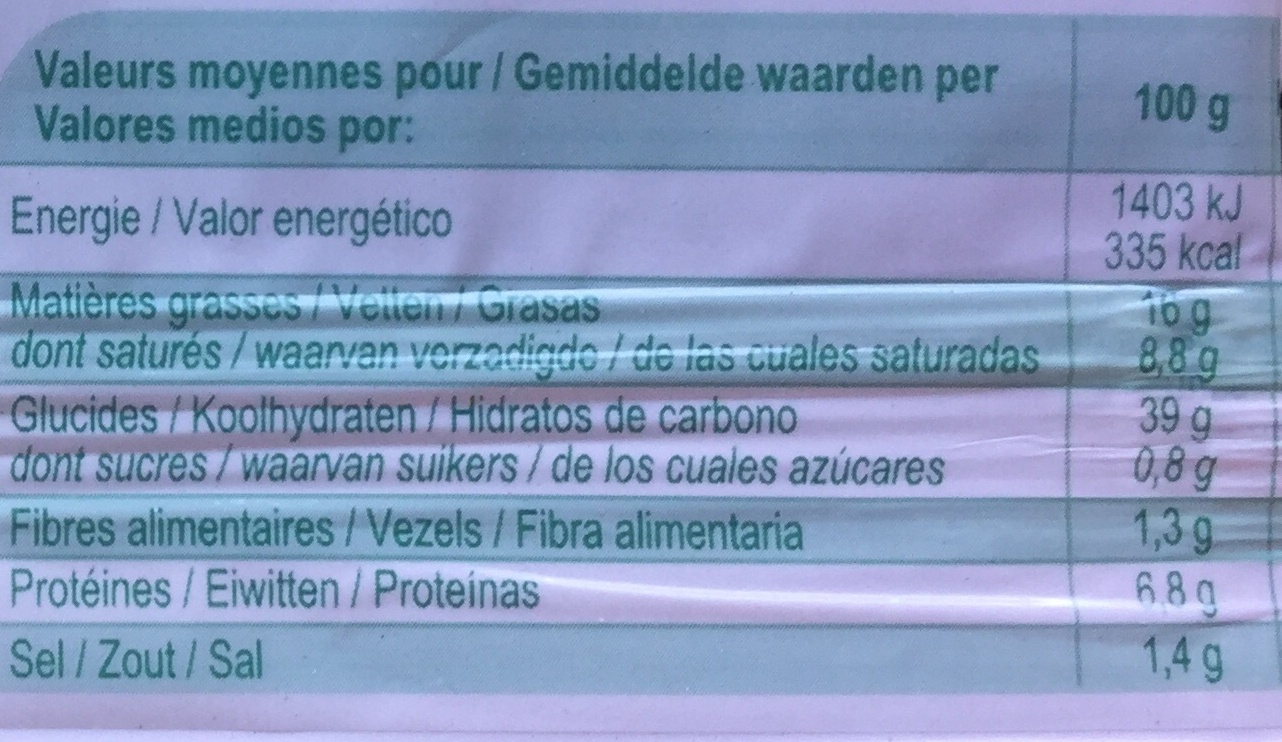 Valeurs moyennes pour / Gemiddelde waarden per
Valores medios por:
100 g
Energie / Valor energético
1403 kJ
335 kcal
Matières grasses / Vetten / Grasas 16 g
dont saturés / waarvan verzadigde / de las cuales saturadas 8,8 g
Glucides / Koolhydraten / Hidratos de carbono 39 g
dont sucres / waarvan suikers / de los cuales azúcares 0,8 g
Fibres alimentaires / Vezels / Fibra alimentaria 1,3 g
Protéines / Eiwitten / Proteínas 6,8 g
Sel / Zout / Sal 1,4 g